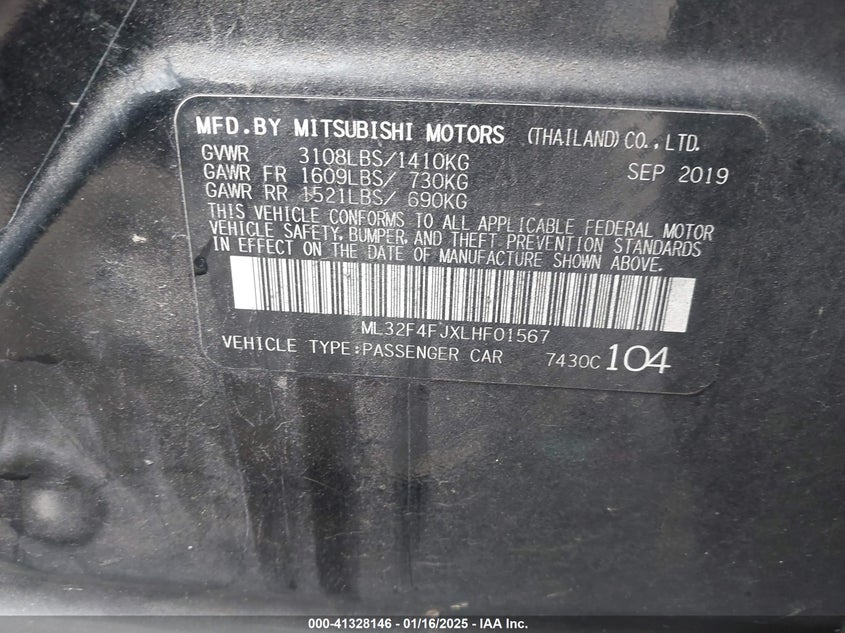 MFD.BY MITSUBISHI MOTORS (THAILAND) CO., LTD.
GVWR 3108LBS/1410KG SEP 2019
GAWR FR 1609LBS/ 730KG
GAWR RR 1521LBS/ 690KG
THIS VEHICLE CONFORMS TO ALL APPLICABLE FEDERAL MOTOR
VEHICLE SAFETY, BUMPER, AND THEFT PREVENTION STANDARDS
IN EFFECT ON THE DATE OF MANUFACTURE SHOWN ABOVE.
ML32F4FJXLHF01567
VEHICLE TYPE:PASSENGER CAR 7430C 104
000-41328146 - 01/16/2025 - IAA Inc.